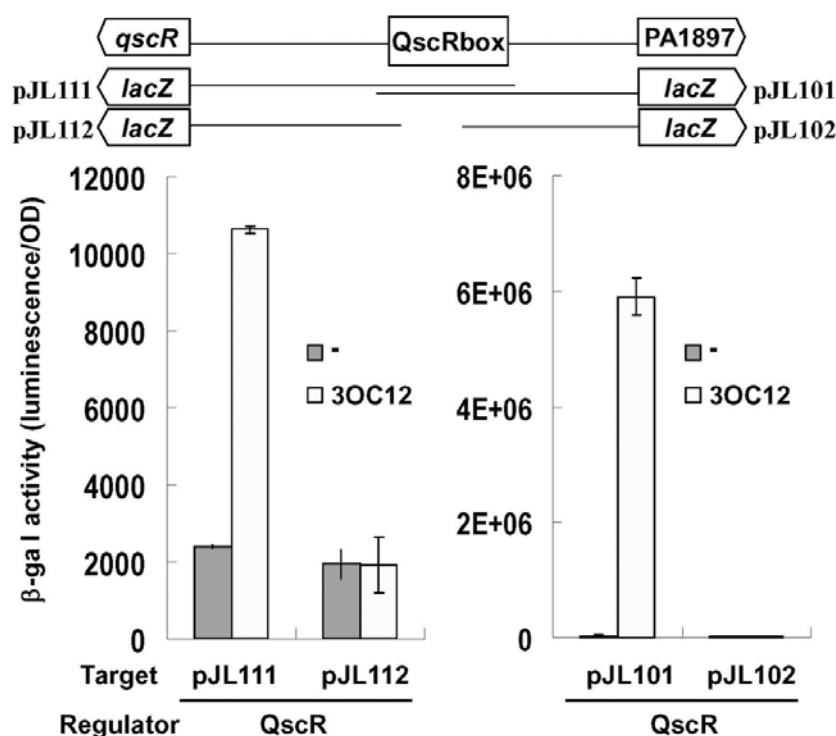 qscR QscRbox PA1897
pJL111 lacZ lacZ pJL101
pJL112 lacZ lacZ pJL102
β-ga l activity (luminescence/OD)
12000
10000
8000
6000
4000
2000
0
-
3OC12
8E+06
6E+06
4E+06
2E+06
0
-
3OC12
Target pJL111 pJL112 pJL101 pJL102
Regulator QscR QscR